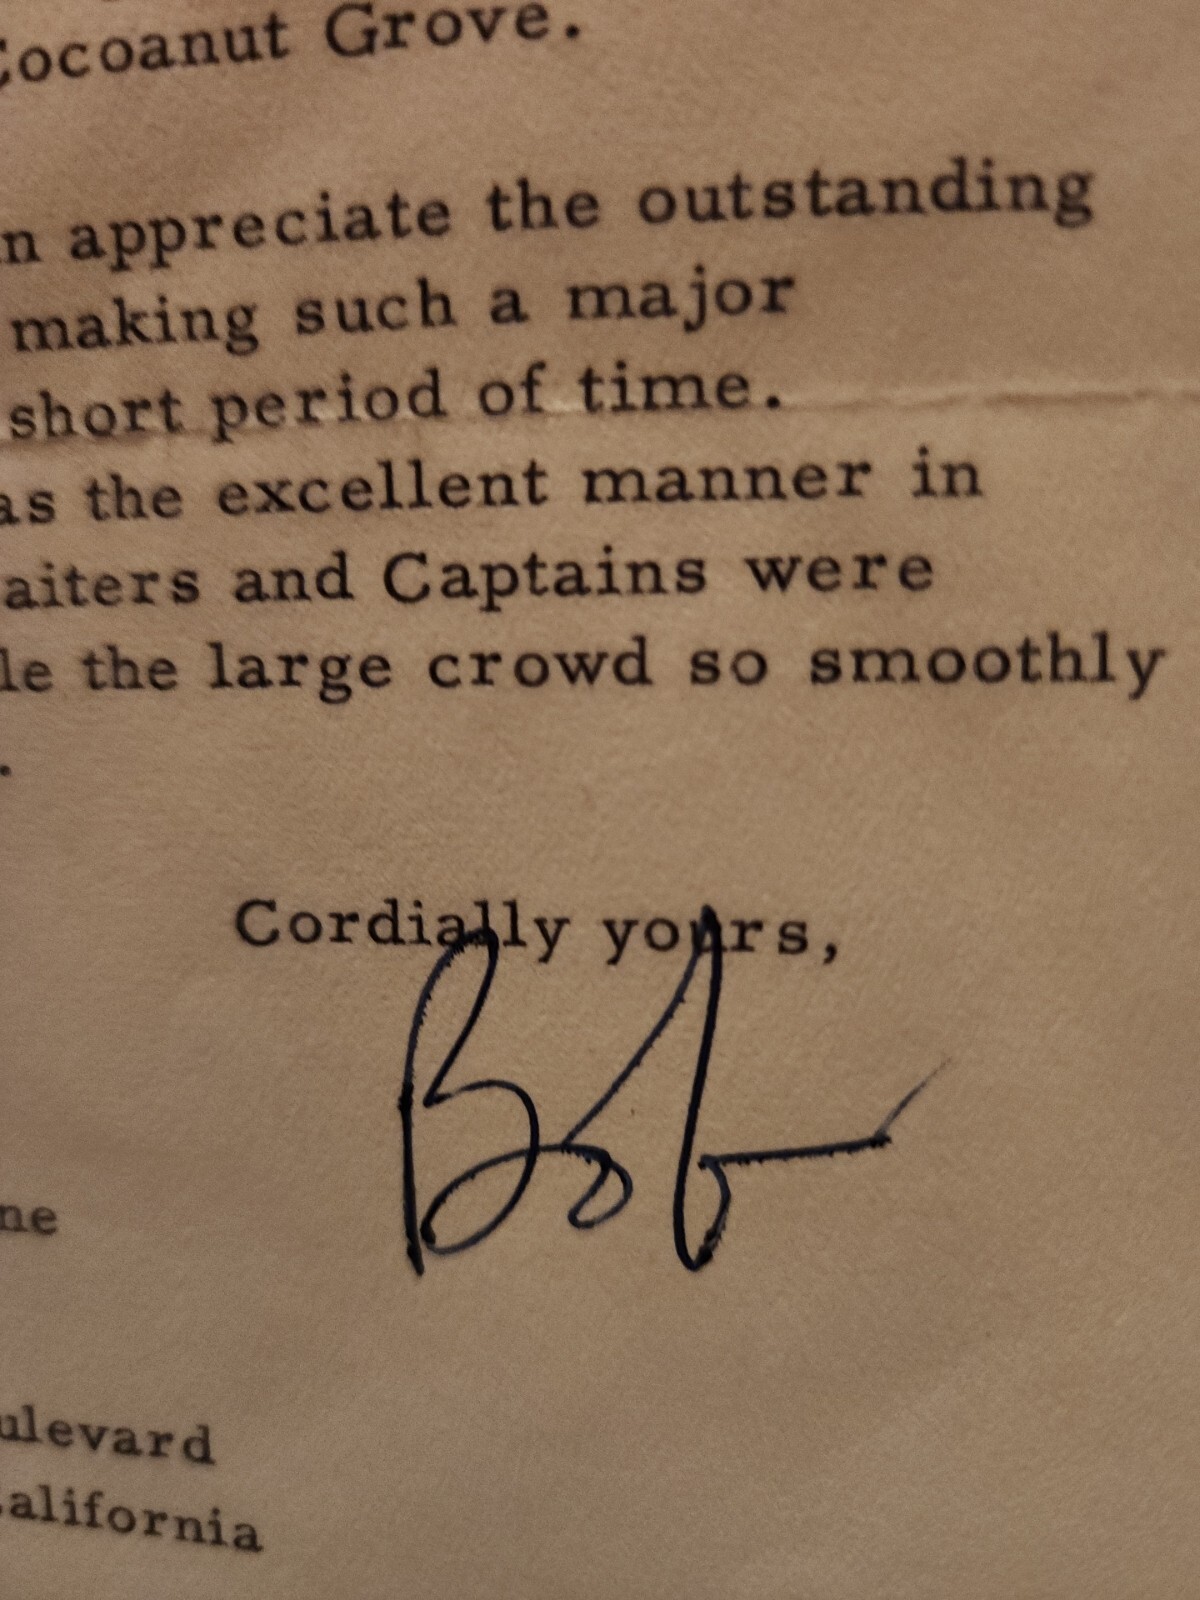 Cocoanut Grove.
appreciate the outstanding
making such a major
short period of time.
as the excellent manner in
aiters and Captains were
le the large crowd so smoothly
.
Cordially yours,
Bob
ne
ulevard
California